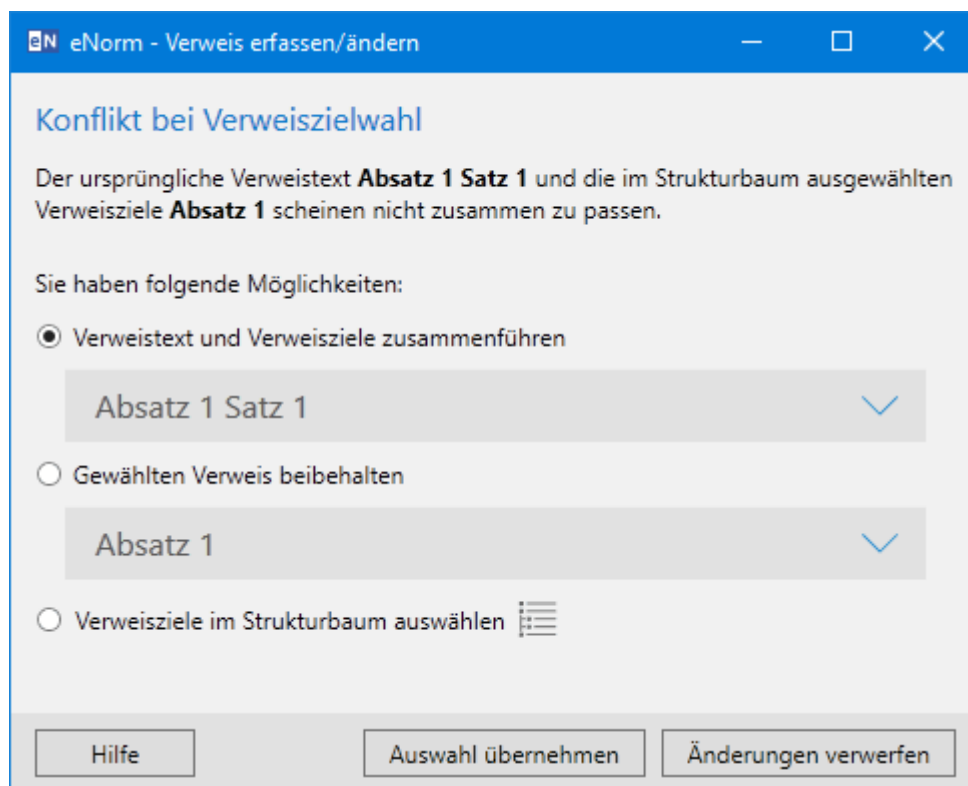 eN eNorm - Verweis erfassen/ändern
Konflikt bei Verweiszielwahl
Der ursprüngliche Verweistext Absatz 1 Satz 1 und die im Strukturbaum ausgewählten
Verweisziele Absatz 1 scheinen nicht zusammen zu passen.
Sie haben folgende Möglichkeiten:
Verweistext und Verweisziele zusammenführen
Absatz 1 Satz 1
Gewählten Verweis beibehalten
Absatz 1
Verweisziele im Strukturbaum auswählen
Hilfe Auswahl übernehmen Änderungen verwerfen